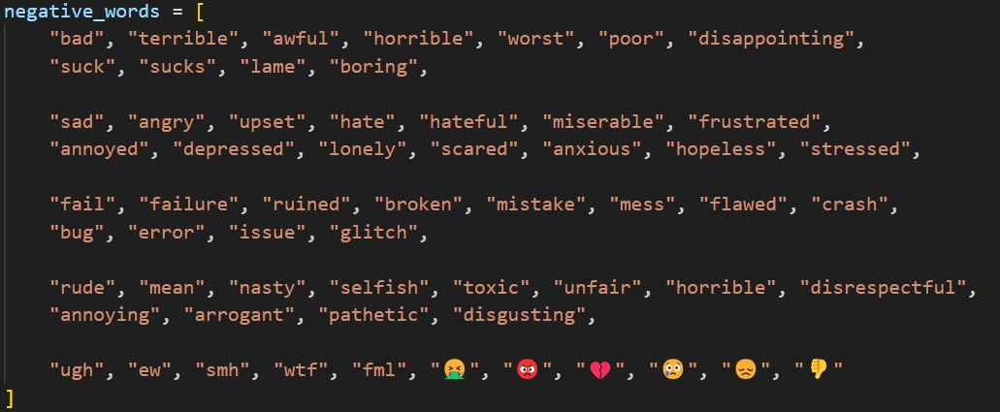 negative_words = [
"bad", "terrible", "awful", "horrible", "worst", "poor", "disappointing",
"suck", "sucks", "lame", "boring",
"sad", "angry", "upset", "hate", "hateful", "miserable", "frustrated",
"annoyed", "depressed", "lonely", "scared", "anxious", "hopeless", "stressed",
"fail", "failure", "ruined", "broken", "mistake", "mess", "flawed", "crash",
"bug", "error", "issue", "glitch",
"rude", "mean", "nasty", "selfish", "toxic", "unfair", "horrible", "disrespectful",
"annoying", "arrogant", "pathetic", "disgusting",
"ugh", "ew", "smh", "wtf", "fml", "🤮", "😡", "💔", "😢", "😞", "👎"
]